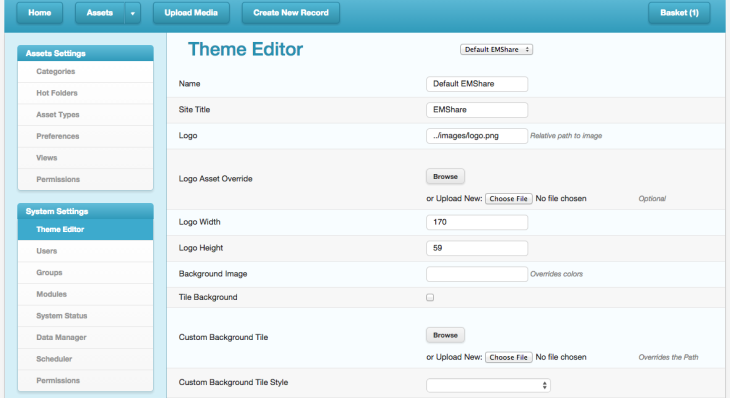 Home Assets Upload Media Create New Record Basket (1)
Assets Settings
Categories
Hot Folders
Asset Types
Preferences
Views
Permissions
System Settings
Theme Editor
Users
Groups
Modules
System Status
Data Manager
Scheduler
Permissions
Theme Editor Default EMShare
Name Default EMShare
Site Title EMShare
Logo ../images/logo.png Relative path to image
Logo Asset Override Browse
or Upload New: Choose File No file chosen Optional
Logo Width 170
Logo Height 59
Background Image Overrides colors
Tile Background
Custom Background Tile Browse
or Upload New: Choose File No file chosen Overrides the Path
Custom Background Tile Style